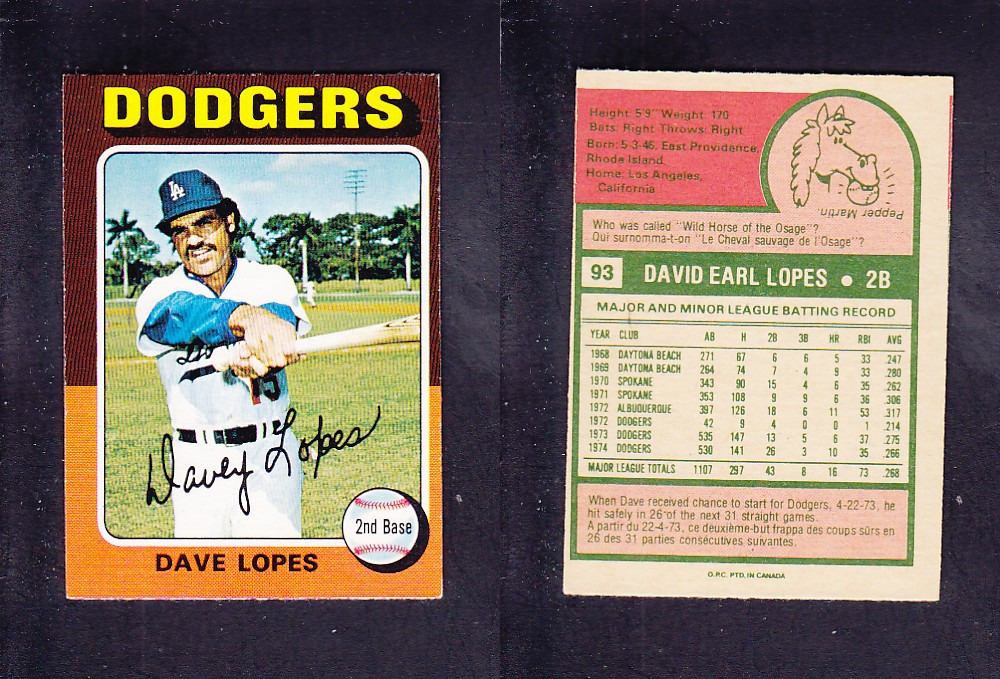 DODGERS
LA
15
Davey Lopes
2nd Base
DAVE LOPES
Height: 5'9" Weight: 170
Bats: Right Throws: Right
Born: 5-3-46, East Providence,
Rhode Island
Home: Los Angeles,
California
Pepper Martin
Who was called "Wild Horse of the Osage"?
Qui surnomma-t-on "Le Cheval sauvage de l'Osage"?
93 DAVID EARL LOPES • 2B
MAJOR AND MINOR LEAGUE BATTING RECORD
YEAR CLUB AB H 2B 3B HR RBI AVG
1968 DAYTONA BEACH 271 67 6 6 5 33 .247
1969 DAYTONA BEACH 264 74 7 4 9 33 .280
1970 SPOKANE 343 90 15 4 6 35 .262
1971 SPOKANE 353 108 9 9 6 36 .306
1972 ALBUQUERQUE 397 126 18 6 11 53 .317
1972 DODGERS 42 9 4 0 0 1 .214
1973 DODGERS 535 147 13 5 6 37 .275
1974 DODGERS 530 141 26 3 10 35 .266
MAJOR LEAGUE TOTALS 1107 297 43 8 16 73 .268
When Dave received chance to start for Dodgers, 4-22-73, he
hit safely in 26 of the next 31 straight games.
A partir du 22-4-73, ce deuxième-but frappa des coups sûrs en
26 des 31 parties consécutives suivantes.
O.P.C. PTD. IN CANADA